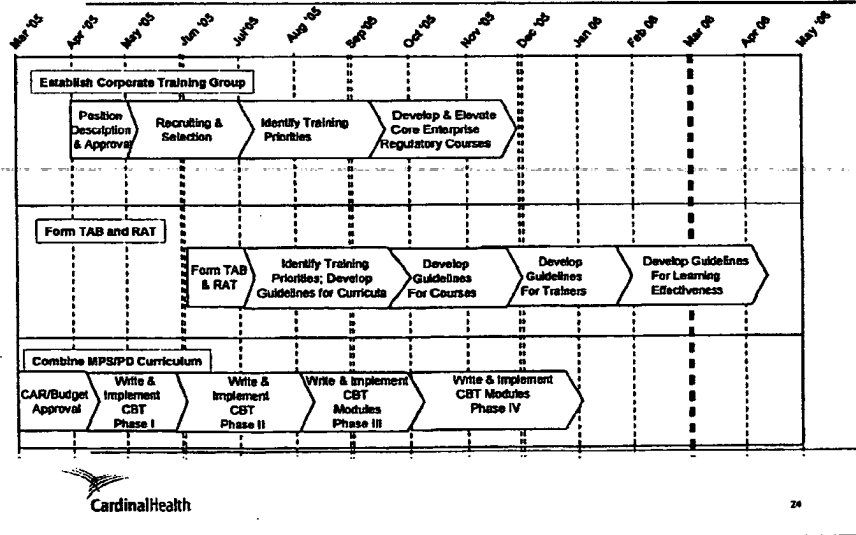 Mar '05
Apr '05
May '05
Jun '05
Jul '05
Aug '05
Sep'05
Oct '05
Nov '05
Dec '05
Jan 06
Feb 06
Mar 06
Apr 06
May '06
Establish Corporate Training Group
Position
Description
& Approval
Recruiting &
Selection
Identify Training
Priorities
Develop & Elevate
Core Enterprise
Regulatory Courses
Form TAB and RAT
Form TAB
& RAT
Identify Training
Priorities; Develop
Guidelines for Curricula
Develop
Guidelines
For Courses
Develop
Guidelines
For Trainers
Develop Guidelines
For Learning
Effectiveness
Combine MPS/PD Curriculum
CAR/Budget
Approval
Write &
Implement
CBT
Phase I
Write &
Implement
CBT
Phase II
Write & Implement
CBT
Modules
Phase III
Write & Implement
CBT Modules
Phase IV
CardinalHealth
24